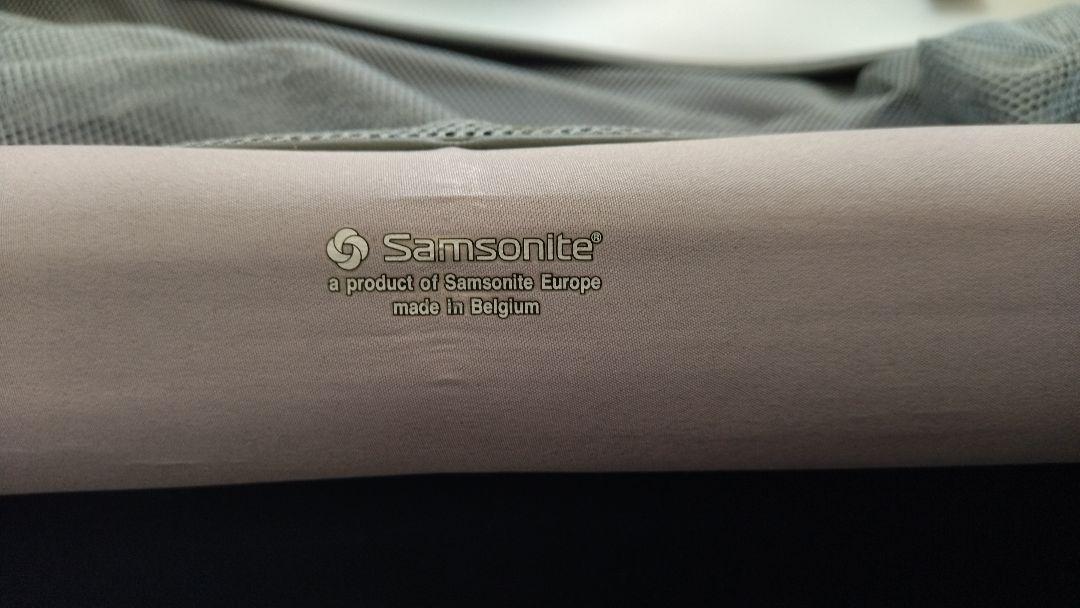 Samsonite®
a product of Samsonite Europe
made in Belgium